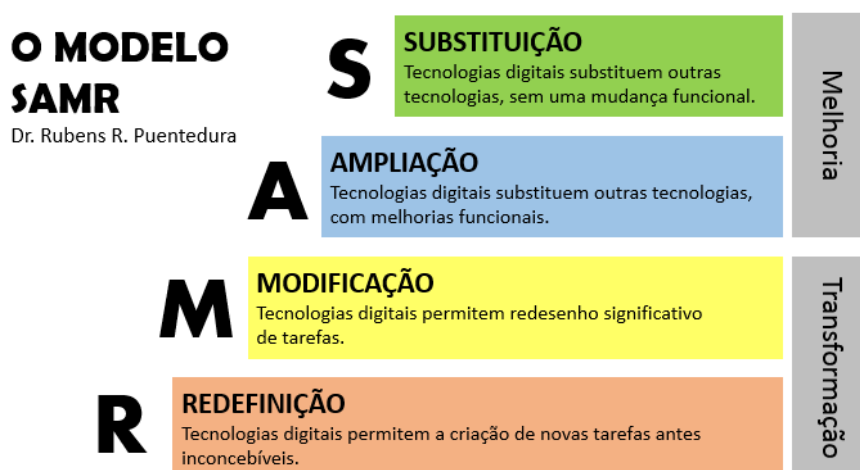 O MODELO
SAMR
Dr. Rubens R. Puentedura
S
SUBSTITUIÇÃO
Tecnologias digitais substituem outras
tecnologias, sem uma mudança funcional.
A
AMPLIAÇÃO
Tecnologias digitais substituem outras tecnologias,
com melhorias funcionais.
Melhoria
M
MODIFICAÇÃO
Tecnologias digitais permitem redesenho significativo
de tarefas.
R
REDEFINIÇÃO
Tecnologias digitais permitem a criação de novas tarefas antes
inconcebíveis.
Transformação